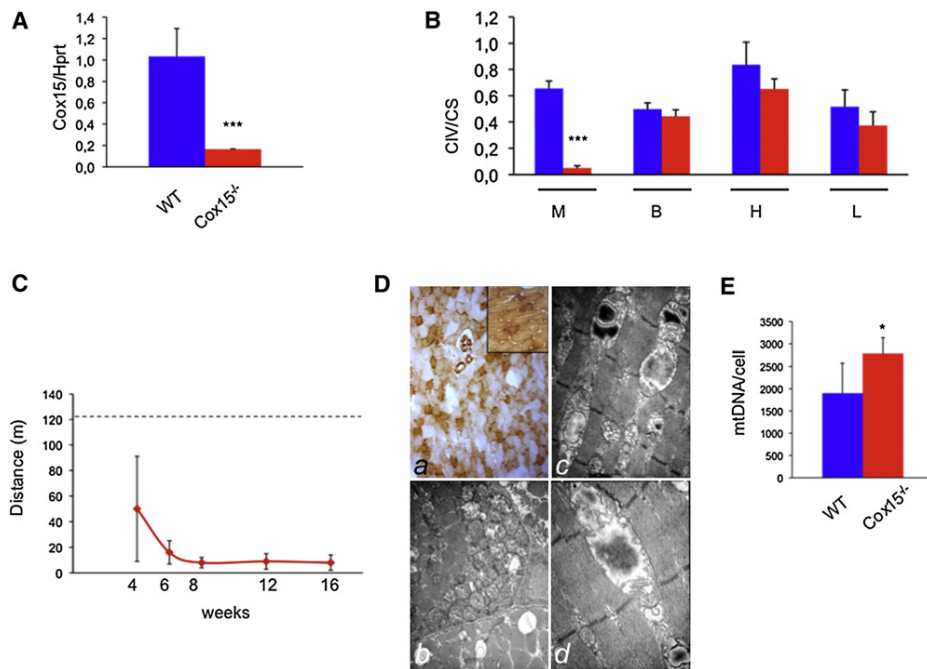 A
Cox15/Hprt
1,4
1,2
1,0
0,8
0,6
0,4
0,2
0,0
***
WT
Cox15-/-
B
CIV/CS
1,2
1,0
0,8
0,6
0,4
0,2
0,0
***
M
B
H
L
C
Distance (m)
140
120
100
80
60
40
20
0
4 6 8 12 16
weeks
D
a
c
b
d
E
mtDNA/cell
3500
3000
2500
2000
1500
1000
500
0
*
WT
Cox15-/-